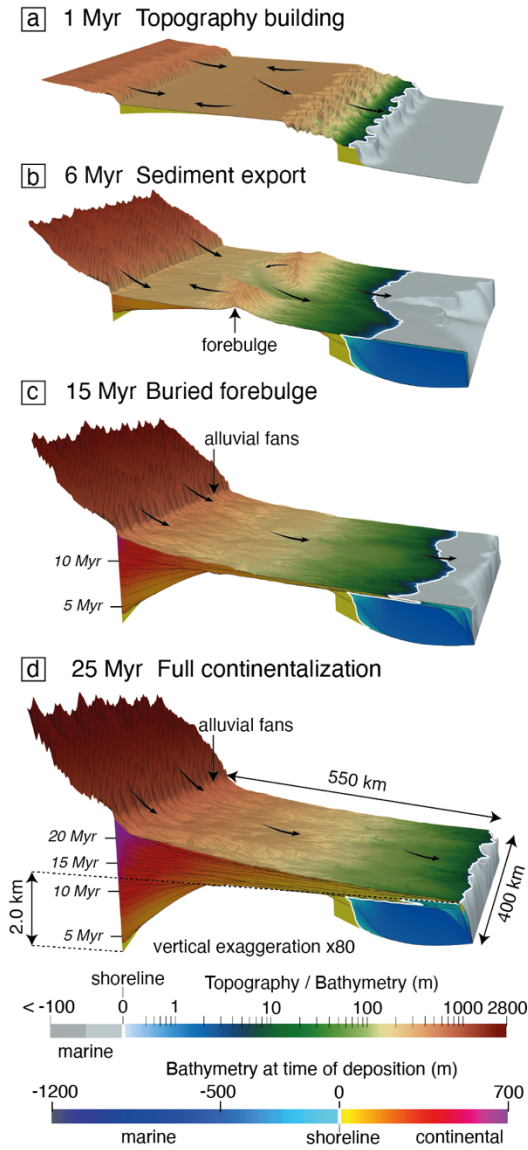 a 1 Myr Topography building
b 6 Myr Sediment export
forebulge
c 15 Myr Buried forebulge
alluvial fans
10 Myr
5 Myr
d 25 Myr Full continentalization
alluvial fans
550 km
20 Myr
15 Myr
10 Myr
5 Myr
2.0 km
400 km
vertical exaggeration x80
shoreline
Topography / Bathymetry (m)
< -100 0 1 10 100 1000 2800
marine
Bathymetry at time of deposition (m)
-1200 -500 0 700
marine shoreline continental